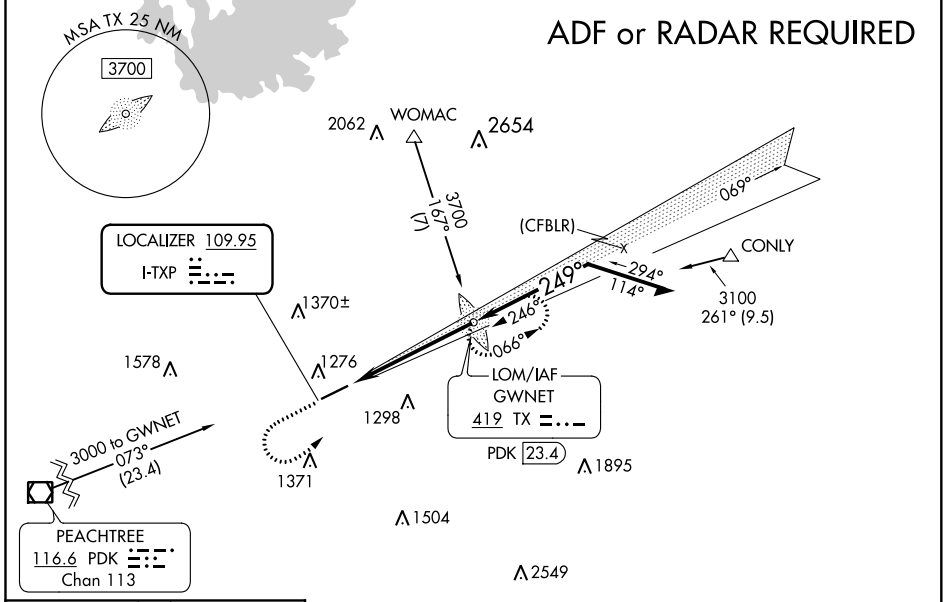 MSA TX 25 NM
3700
ADF or RADAR REQUIRED
2062
WOMAC
2654
3700
167°
(7)
069°
(CFBLR)
X
CONLY
3100
261° (9.5)
LOCALIZER 109.95
I-TXP
249°
294°
114°
246°
066°
1370±
1578
1276
1298
LOM/IAF
GWNET
419 TX
PDK 23.4
1895
3000 to GWNET
073°
(23.4)
1371
1504
PEACHTREE
116.6 PDK
Chan 113
2549